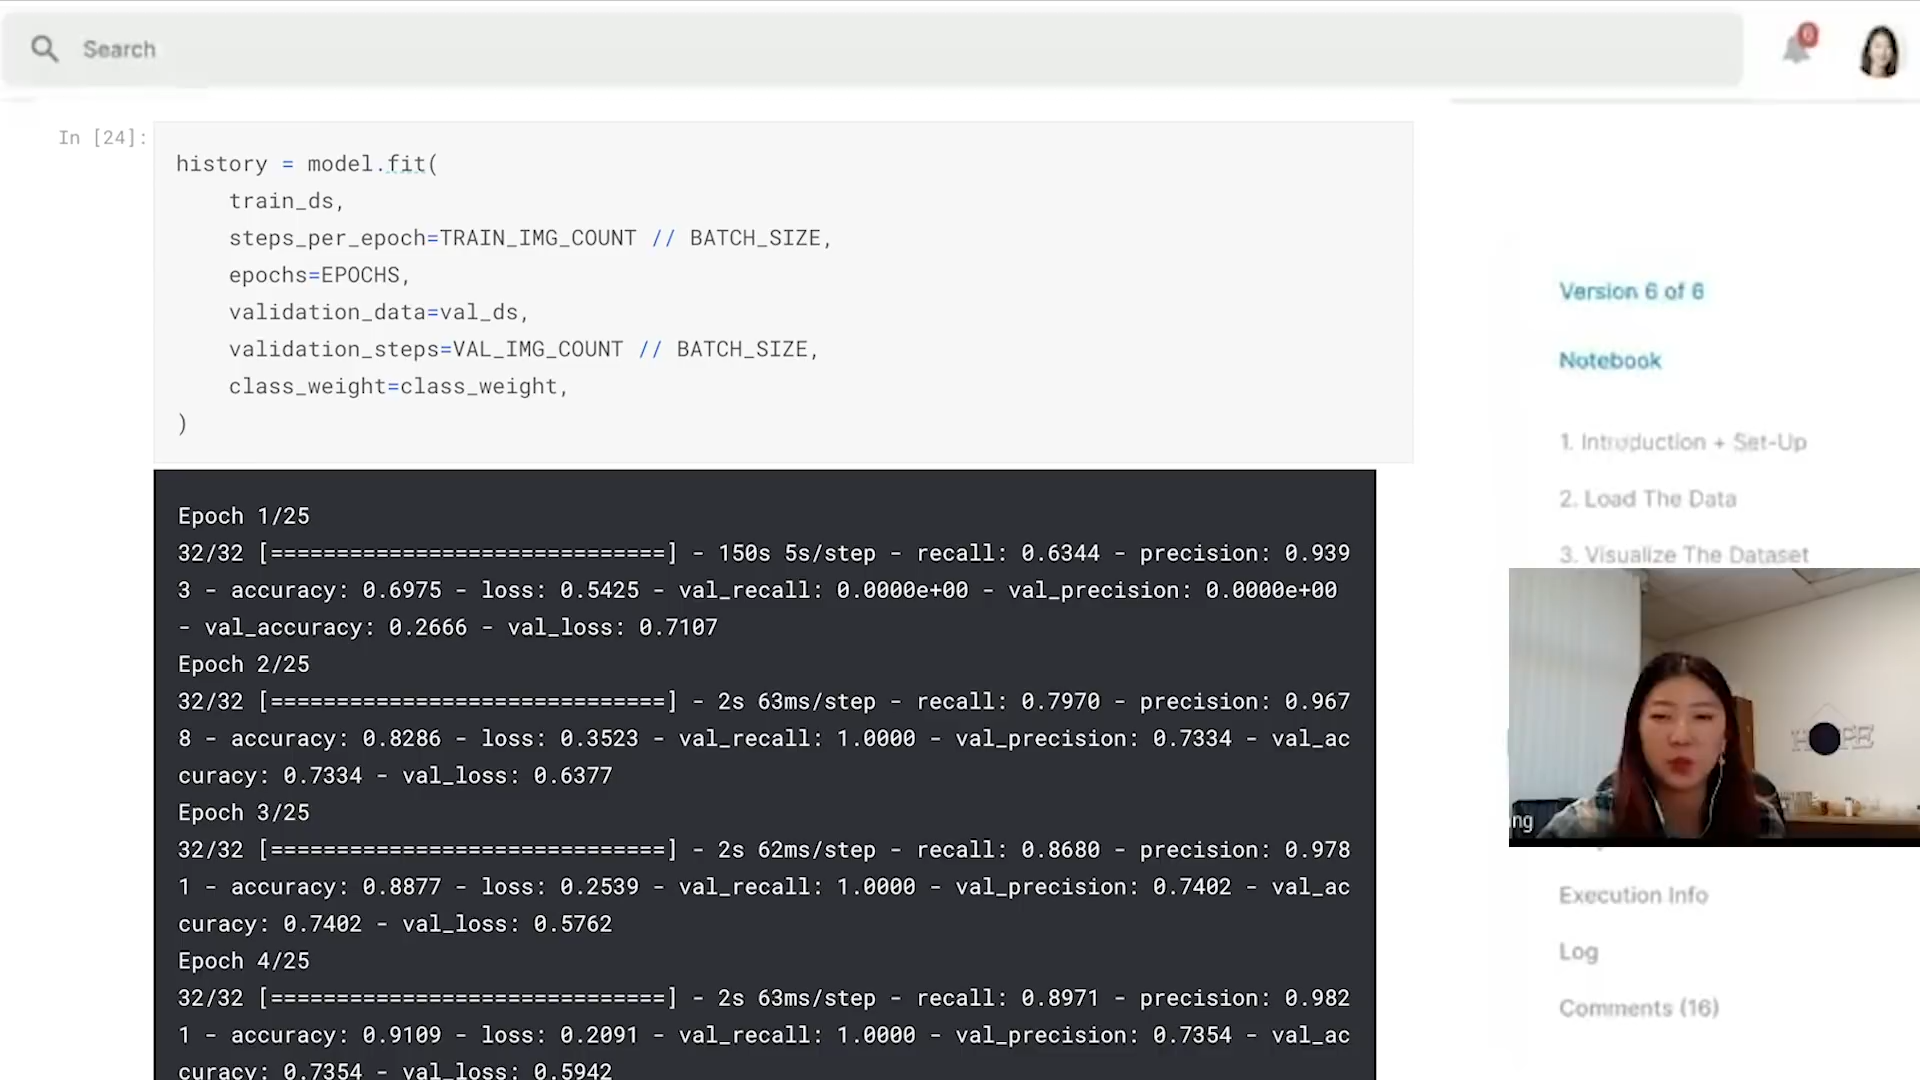 Search
6
In [24]:
history = model.fit(
train_ds,
steps_per_epoch=TRAIN_IMG_COUNT // BATCH_SIZE,
epochs=EPOCHS,
validation_data=val_ds,
validation_steps=VAL_IMG_COUNT // BATCH_SIZE,
class_weight=class_weight,
)
Epoch 1/25
32/32 [==============================] - 150s 5s/step - recall: 0.6344 - precision: 0.939
3 - accuracy: 0.6975 - loss: 0.5425 - val_recall: 0.0000e+00 - val_precision: 0.0000e+00
- val_accuracy: 0.2666 - val_loss: 0.7107
Epoch 2/25
32/32 [==============================] - 2s 63ms/step - recall: 0.7970 - precision: 0.967
8 - accuracy: 0.8286 - loss: 0.3523 - val_recall: 1.0000 - val_precision: 0.7334 - val_ac
curacy: 0.7334 - val_loss: 0.6377
Epoch 3/25
32/32 [==============================] - 2s 62ms/step - recall: 0.8680 - precision: 0.978
1 - accuracy: 0.8877 - loss: 0.2539 - val_recall: 1.0000 - val_precision: 0.7402 - val_ac
curacy: 0.7402 - val_loss: 0.5762
Epoch 4/25
32/32 [==============================] - 2s 63ms/step - recall: 0.8971 - precision: 0.982
1 - accuracy: 0.9109 - loss: 0.2091 - val_recall: 1.0000 - val_precision: 0.7354 - val_ac
curacy: 0.7354 - val_loss: 0.5942
Version 6 of 6
Notebook
1. Introduction + Set-Up
2. Load The Data
3. Visualize The Dataset
HOPE
ng
Execution Info
Log
Comments (16)